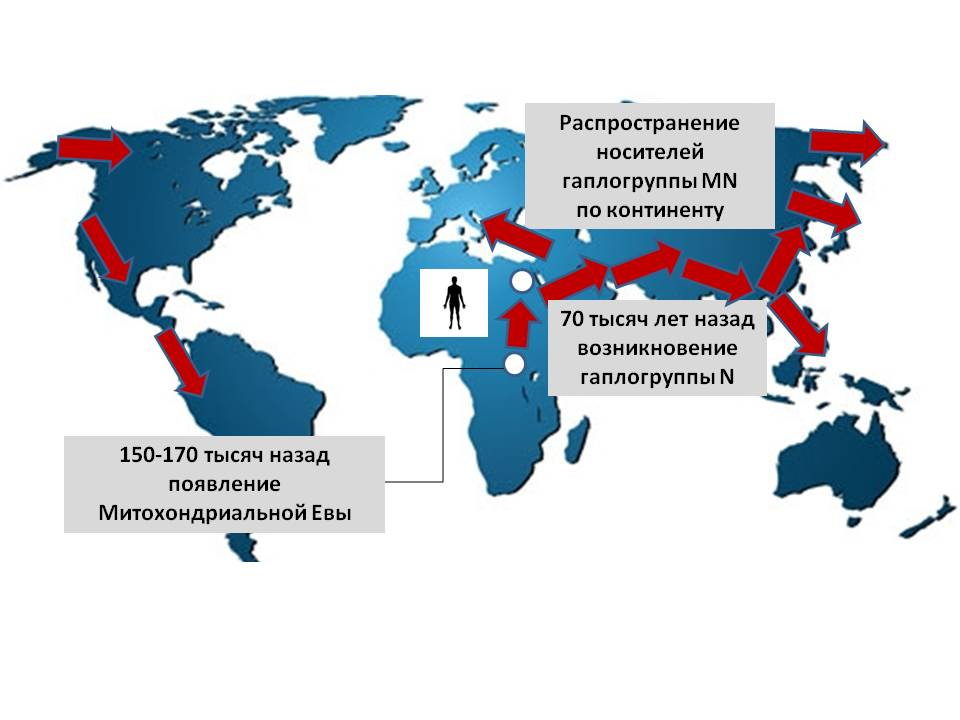 Распространение
носителей
гаплогруппы MN
по континенту
70 тысяч лет назад
возникновение
гаплогруппы N
150-170 тысяч назад
появление
Митохондриальной Евы